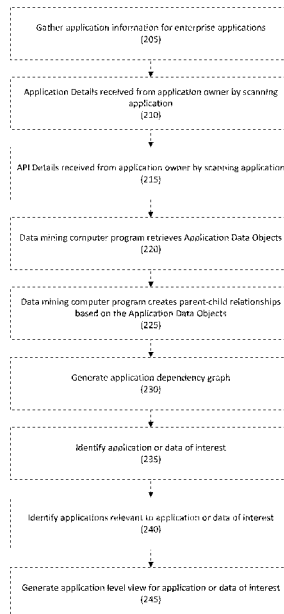 Gather application information for enterprise applications
(205)
Application Details received from application owner by scanning
application
(210)
API Details received from application owner by scanning application
(215)
Data mining computer program retrieves Application Data Objects
(220)
Data mining computer program creates parent-child relationships
based on the Application Data Objects
(225)
Generate application dependency graph
(230)
Identify application or data of interest
(235)
Identify applications relevant to application or data of interest
(240)
Generate application level view for application or data of interest
(245)